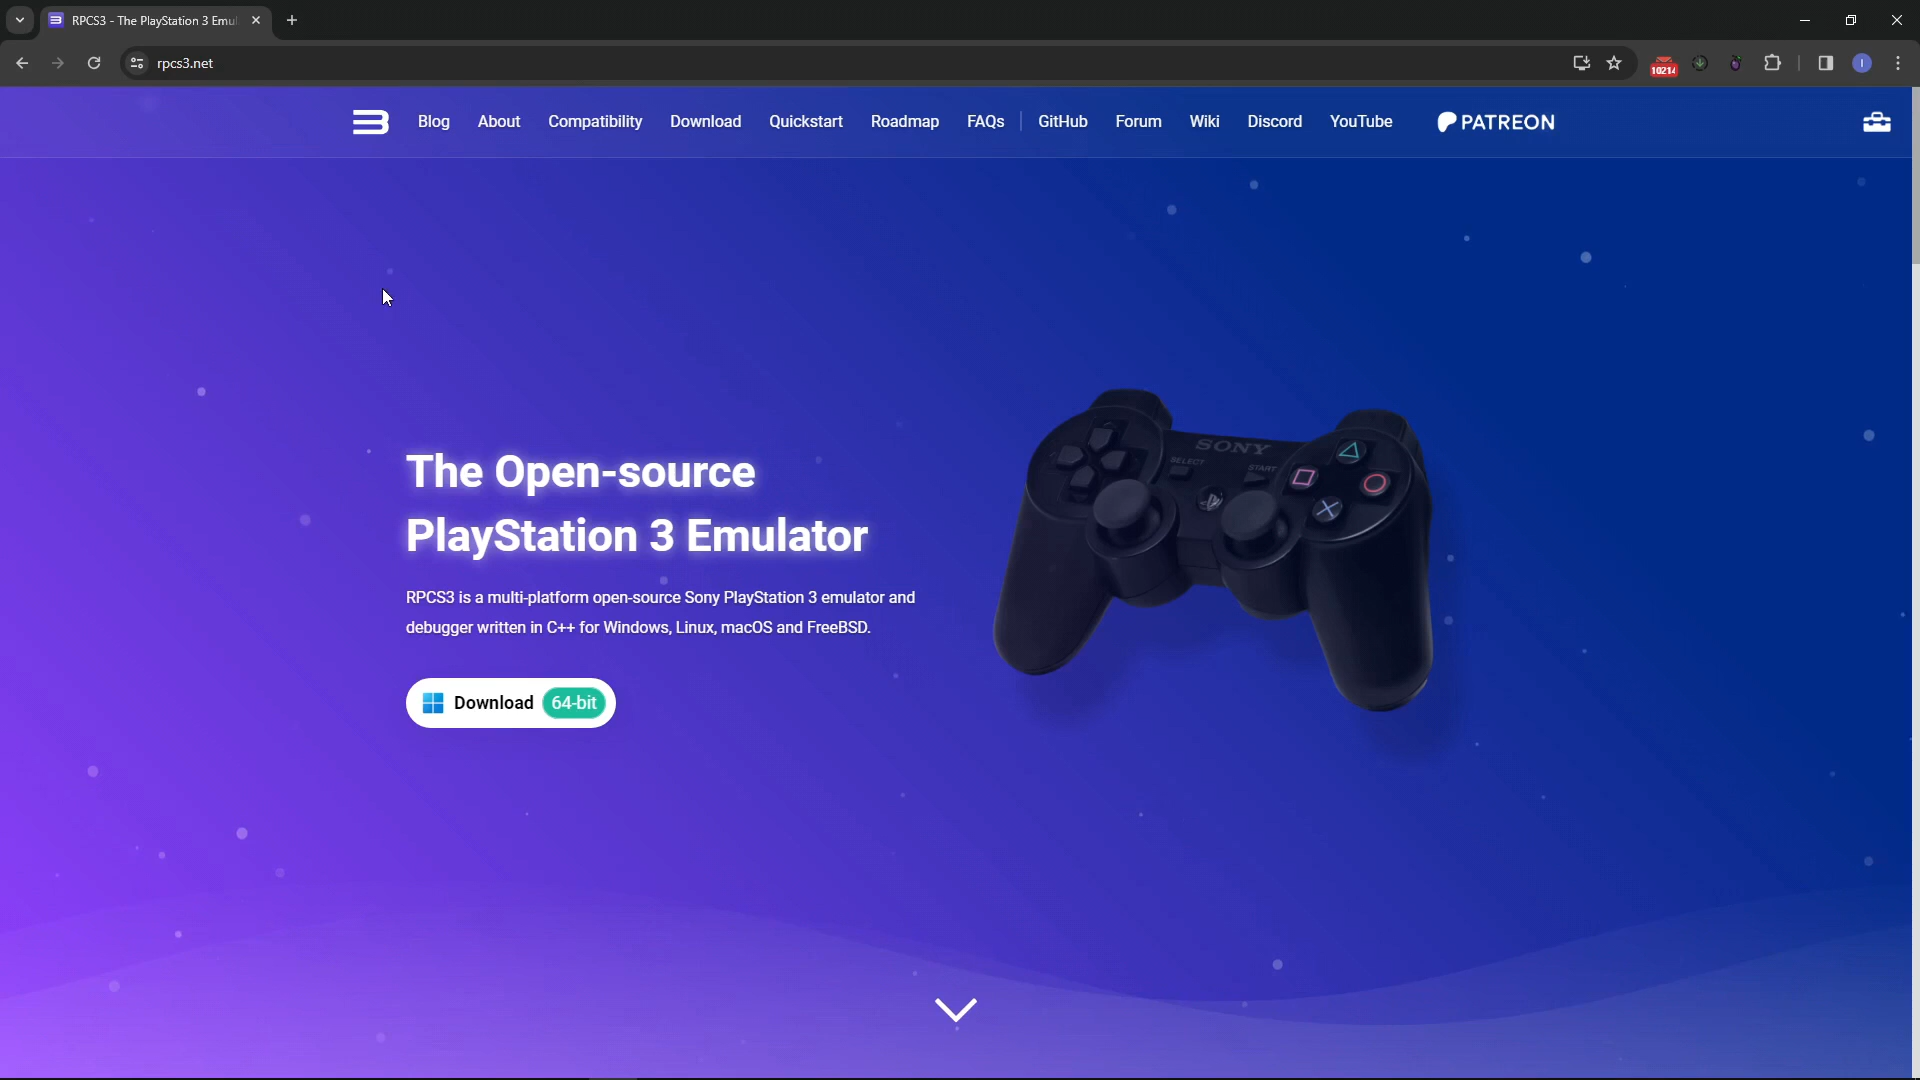 RPCS3 - The PlayStation 3 Emul
rpcs3.net
10214
I
Blog About Compatibility Download Quickstart Roadmap FAQs GitHub Forum Wiki Discord YouTube PATREON
SONY
SELECT
START
The Open-source
PlayStation 3 Emulator
RPCS3 is a multi-platform open-source Sony PlayStation 3 emulator and
debugger written in C++ for Windows, Linux, macOS and FreeBSD.
Download 64-bit